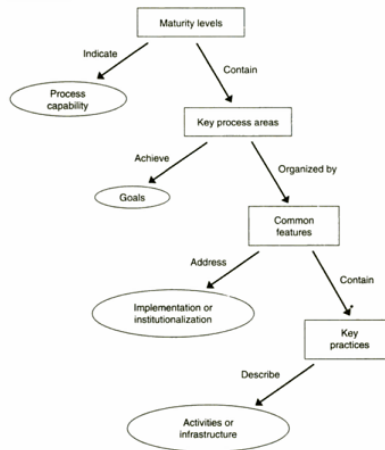 Maturity levels
Indicate
Contain
Process
capability
Key process areas
Achieve
Organized by
Goals
Common
features
Address
Contain
Implementation or
institutionalization
Key
practices
Describe
Activities or
infrastructure